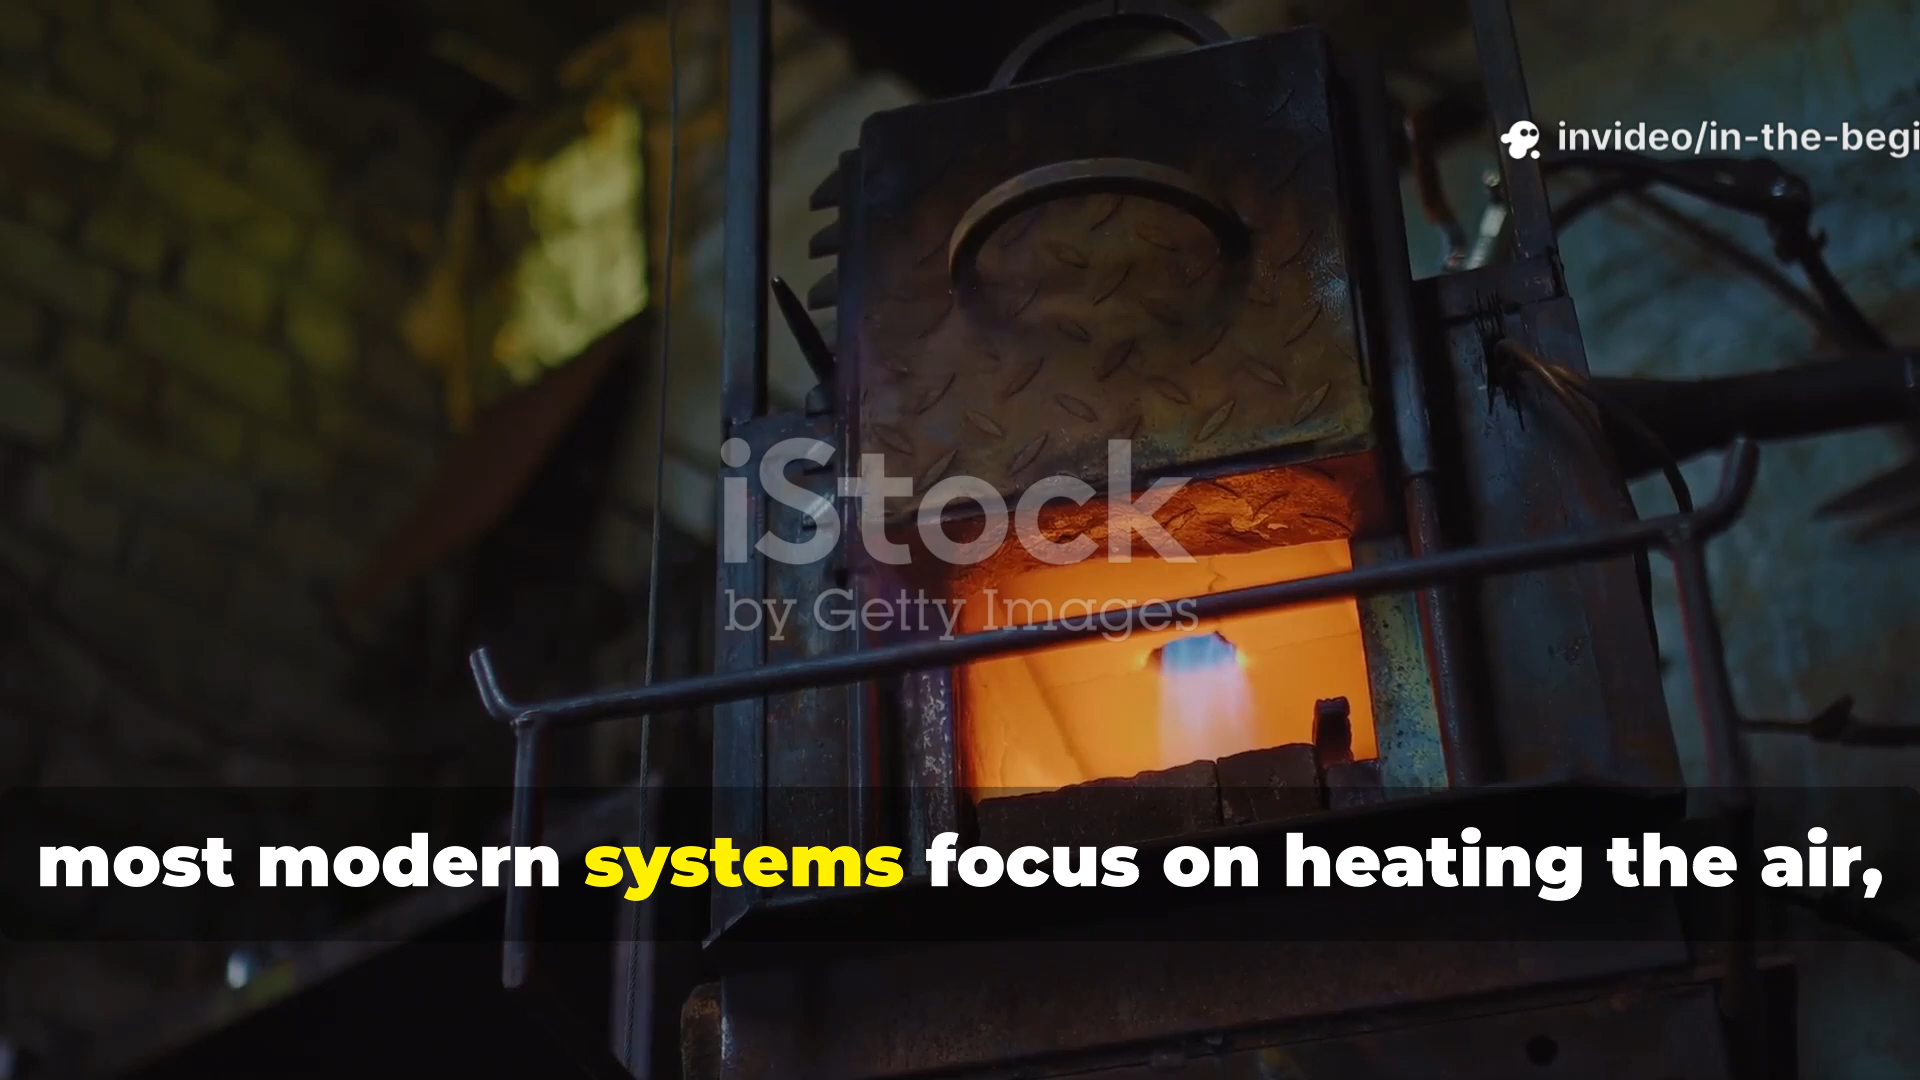 invideo/in-the-begi
iStock
by Getty Images
most modern systems focus on heating the air,